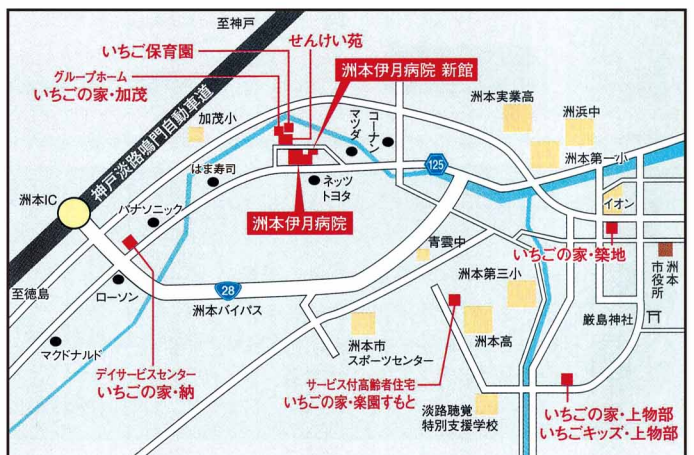 至神戸
いちご保育園
せんけい苑
グループホーム
いちごの家・加茂
洲本伊月病院 新館
神戸淡路鳴門自動車道
加茂小
マツダ
コーナン
洲本実業高
洲浜中
洲本第一小
125
はま寿司
ネッツ
トヨタ
洲本伊月病院
洲本IC
パナソニック
イオン
青雲中
いちごの家・築地
洲本
市役所
至徳島
ローソン
28
洲本バイパス
洲本第三小
厳島神社
マクドナルド
洲本市
スポーツセンター
洲本高
デイサービスセンター
いちごの家・納
サービス付高齢者住宅
いちごの家・楽園すもと
淡路聴覚
特別支援学校
いちごの家・上物部
いちごキッズ・上物部